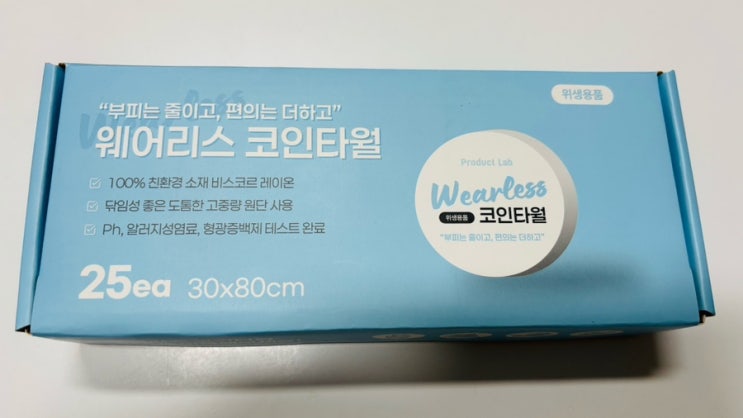 위생용품
"부피는 줄이고, 편의는 더하고"
웨어리스 코인타월
100% 친환경 소재 비스코르 레이온
닦임성 좋은 도톰한 고중량 원단 사용
Ph, 알러지성염료, 형광증백제 테스트 완료
25ea 30x80cm
Product Lab
Wearless
위생용품 코인타월
"부피는 줄이고, 편의는 더하고"